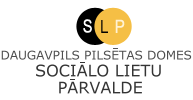 SLP
DAUGAVPILS PILSĒTAS DOMES
SOCIĀLO LIETU
PĀRVALDE